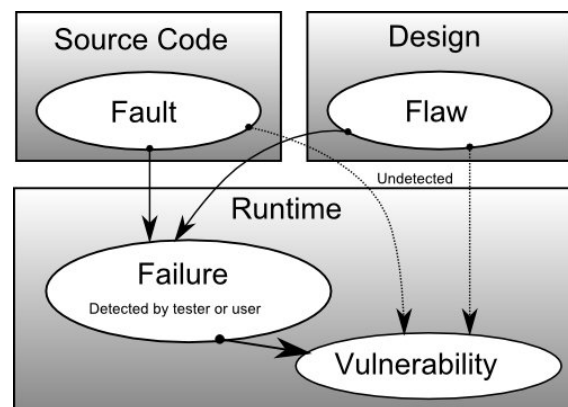 Source Code
Design
Fault
Flaw
Undetected
Runtime
Failure
Detected by tester or user
Vulnerability